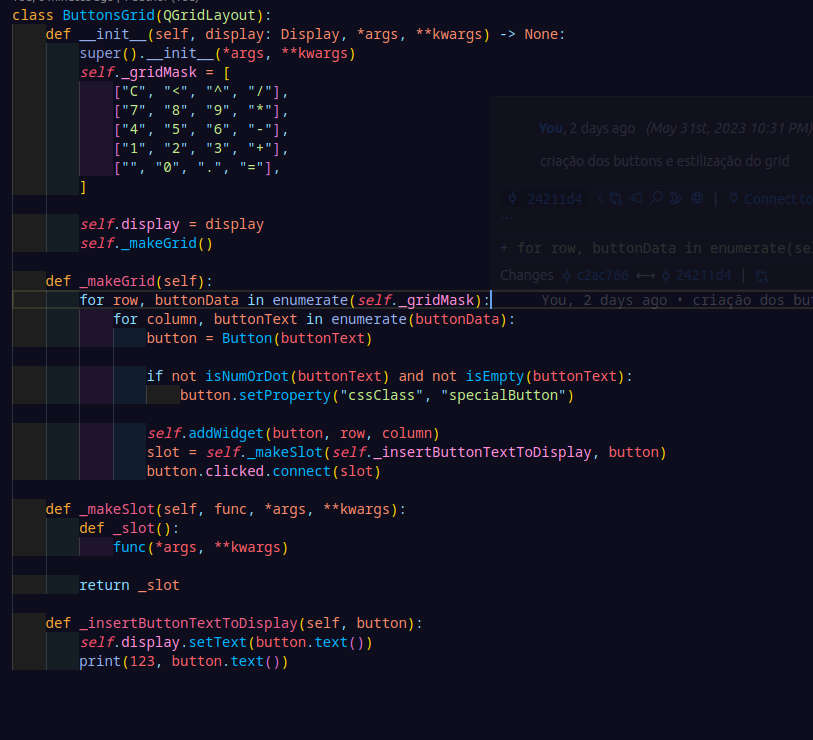 class ButtonsGrid(QGridLayout):
    def __init__(self, display: Display, *args, **kwargs) -> None:
        super().__init__(*args, **kwargs)
        self._gridMask = [
            ["C", "<", "^", "/"],
            ["7", "8", "9", "*"],
            ["4", "5", "6", "-"],
            ["1", "2", "3", "+"],
            ["", "0", ".", "="],
        ]
        self.display = display
        self._makeGrid()
    def _makeGrid(self):
        for row, buttonData in enumerate(self._gridMask):
            for column, buttonText in enumerate(buttonData):
                button = Button(buttonText)
                if not isNumOrDot(buttonText) and not isEmpty(buttonText):
                    button.setProperty("cssClass", "specialButton")
                self.addWidget(button, row, column)
                slot = self._makeSlot(self._insertButtonTextToDisplay, button)
                button.clicked.connect(slot)
    def _makeSlot(self, func, *args, **kwargs):
        def _slot():
            func(*args, **kwargs)
        return _slot
    def _insertButtonTextToDisplay(self, button):
        self.display.setText(button.text())
        print(123, button.text())
You, 2 days ago (May 31st, 2023 10:31 PM)
criação dos buttons e estilização do grid
24211d4 | Connect to
...
+ for row, buttonData in enumerate(se
Changes c2ac766 ⟷ 24211d4 |
You, 2 days ago • criação dos but